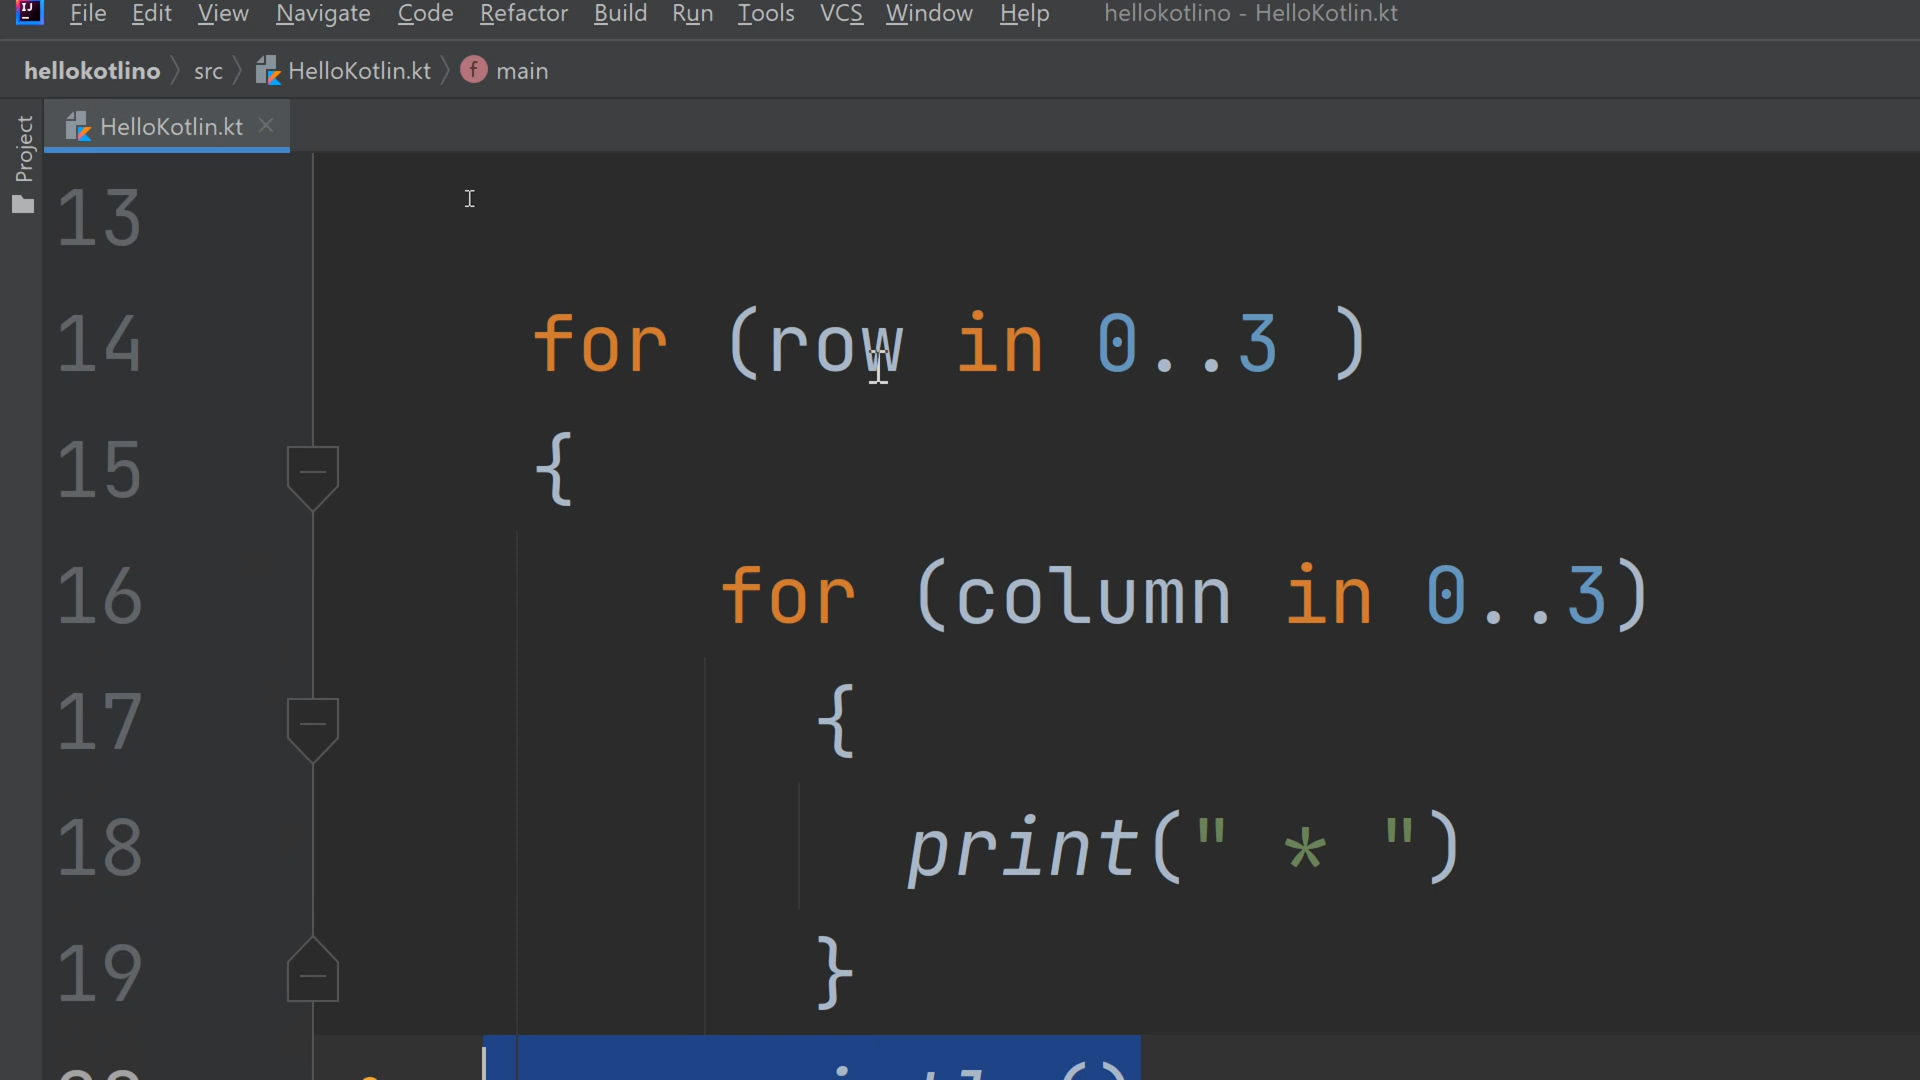 File Edit View Navigate Code Refactor Build Run Tools VCS Window Help hellokotlino - HelloKotlin.kt
hellokotlino src HelloKotlin.kt f main
Project
HelloKotlin.kt
13
14 for (row in 0..3 )
15 {
16 for (column in 0..3)
17 {
18 print(" * ")
19 }